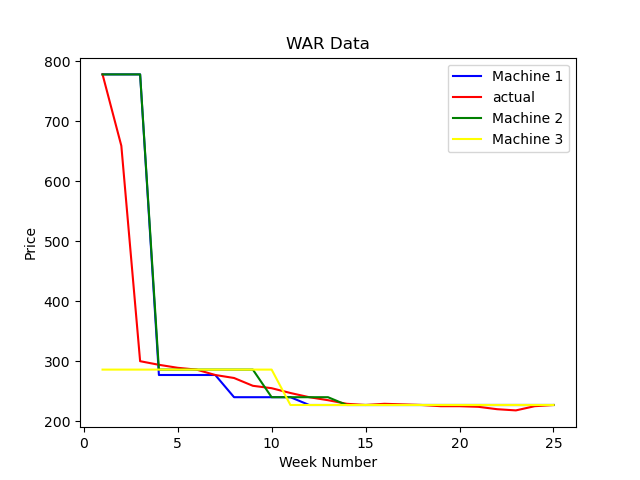 WAR Data
Machine 1
actual
Machine 2
Machine 3
800
700
600
500
400
300
200
Price
0 5 10 15 20 25
Week Number